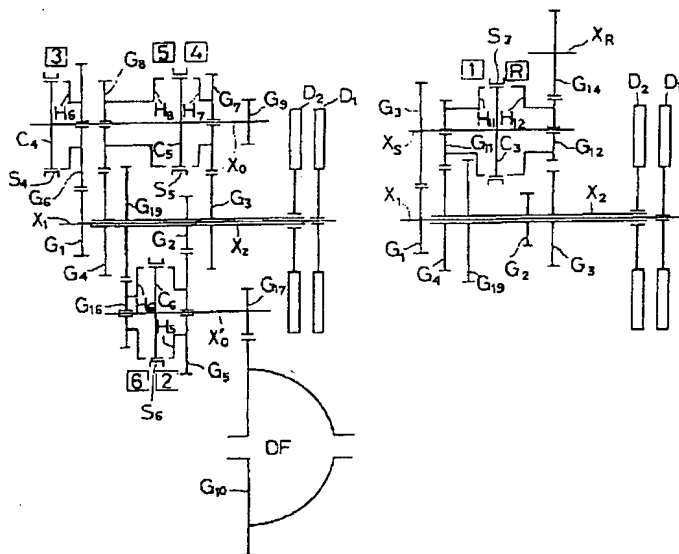 3 5 4
G8 S5 G7 G9 D2 D1
H6 H8 H7
C4 C5 X0
S4 S5
G6 G19 G3
X1 G2 X2
G1
G4
C6 G17
G16 H6 H5 X'0
6 2 G5
S6
DF
G10
S2 XR
1 R G14 D2 D1
G3 H11 H12
XS G11 C3 G12
X1 X2
G1
G4 G2 G3
G19